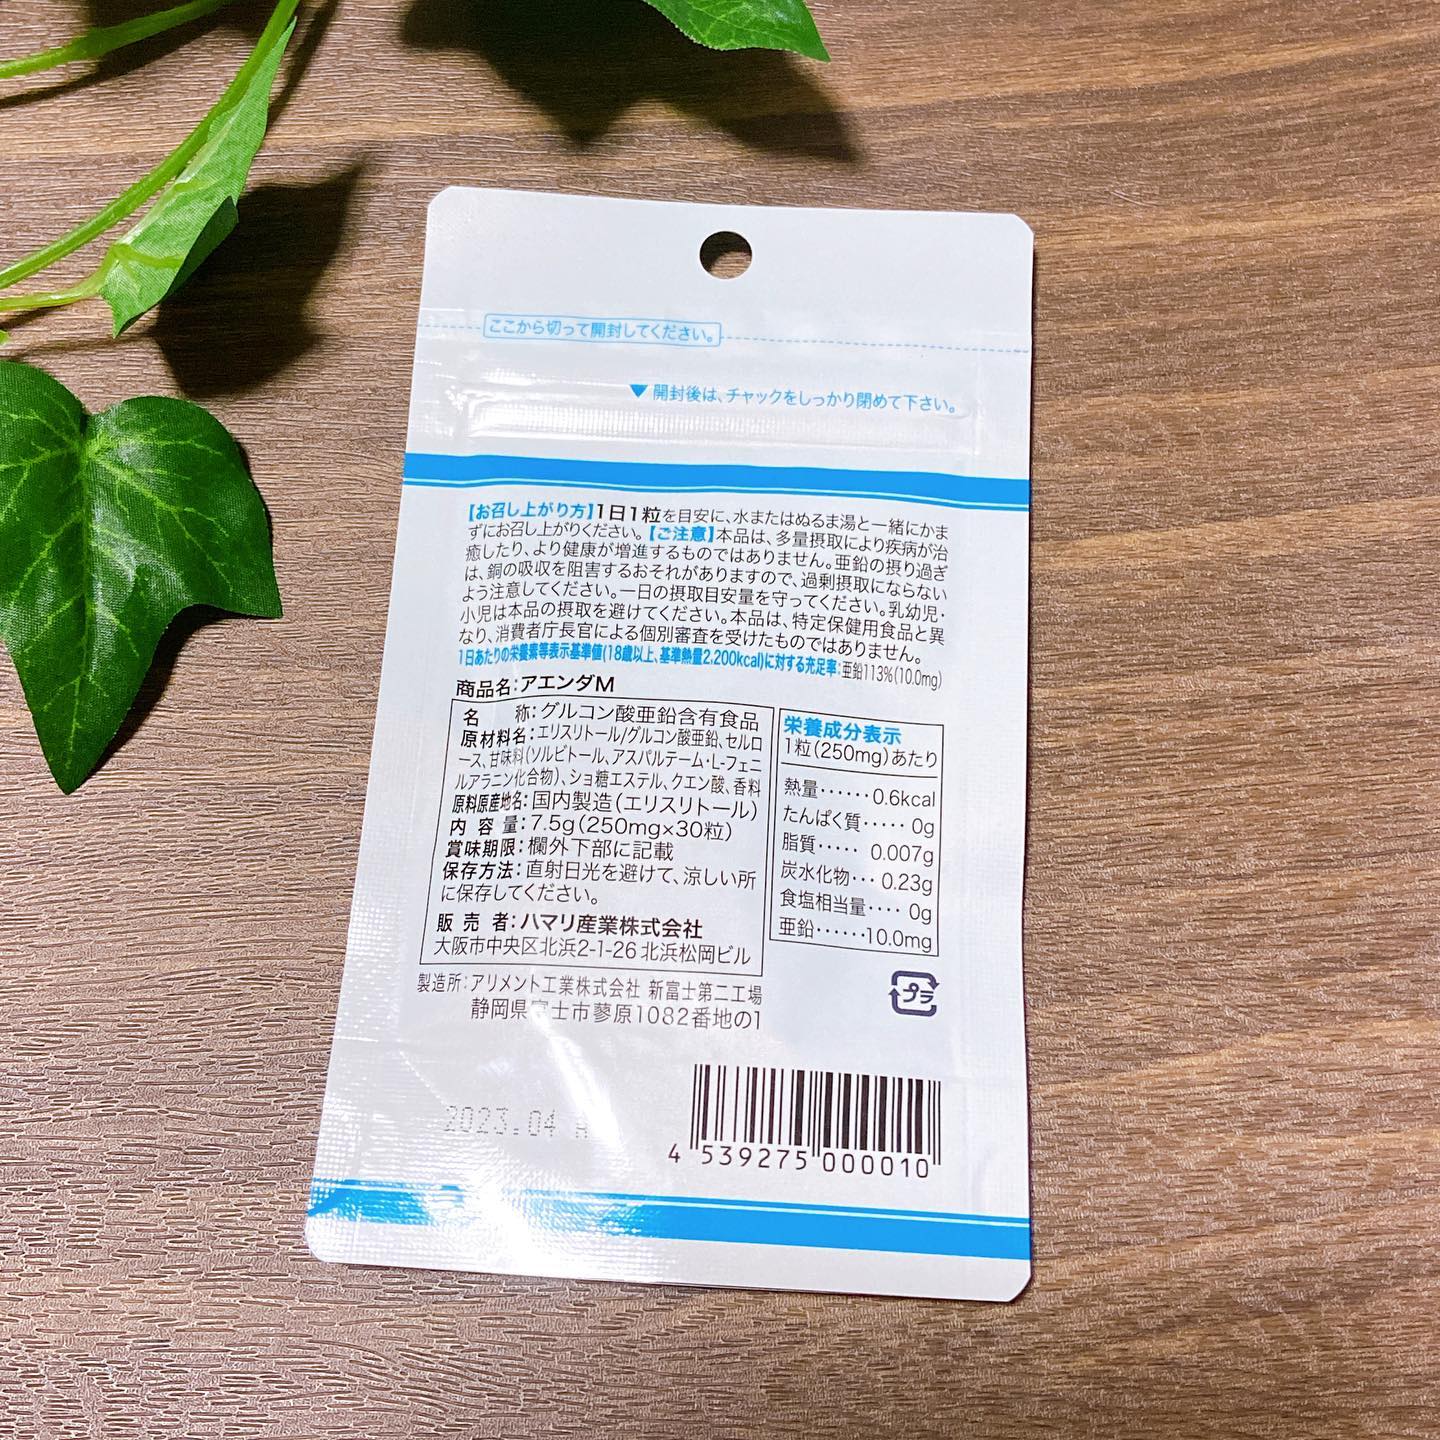 ここから切って開封してください。
▼開封後は、チャックをしっかり閉めて下さい。
【お召し上がり方】1日1粒を目安に、水またはぬるま湯と一緒にかま
ずにお召し上がりください。【ご注意】本品は、多量摂取により疾病が治
癒したり、より健康が増進するものではありません。亜鉛の摂り過ぎ
は、銅の吸収を阻害するおそれがありますので、過剰摂取にならない
よう注意してください。一日の摂取目安量を守ってください。乳幼児・
小児は本品の摂取を避けてください。本品は、特定保健用食品と異
なり、消費者庁長官による個別審査を受けたものではありません。
1日あたりの栄養素等表示基準値(18歳以上、基準熱量2,200kcal)に対する充足率:亜鉛113%(10.0mg)
商品名:アエンダM
名 称:グルコン酸亜鉛含有食品
原材料名:エリスリトール/グルコン酸亜鉛、セルロ
ース、甘味料(ソルビトール、アスパルテーム・L-フェニ
ルアラニン化合物)、ショ糖エステル、クエン酸、香料
原料原産地名:国内製造(エリスリトール)
内容量:7.5g(250mg×30粒)
賞味期限:欄外下部に記載
保存方法:直射日光を避けて、涼しい所
に保存してください。
販売者:ハマリ産業株式会社
大阪市中央区北浜2-1-26 北浜松岡ビル
栄養成分表示
1粒(250mg)あたり
熱量······0.6kcal
たんぱく質·····0g
脂質·····0.007g
炭水化物···0.23g
食塩相当量····0g
亜鉛······10.0mg
製造所:アリメント工業株式会社 新富士第二工場
静岡県富士市蓼原1082番地の1
プラ
2023.04
4 539275 000010